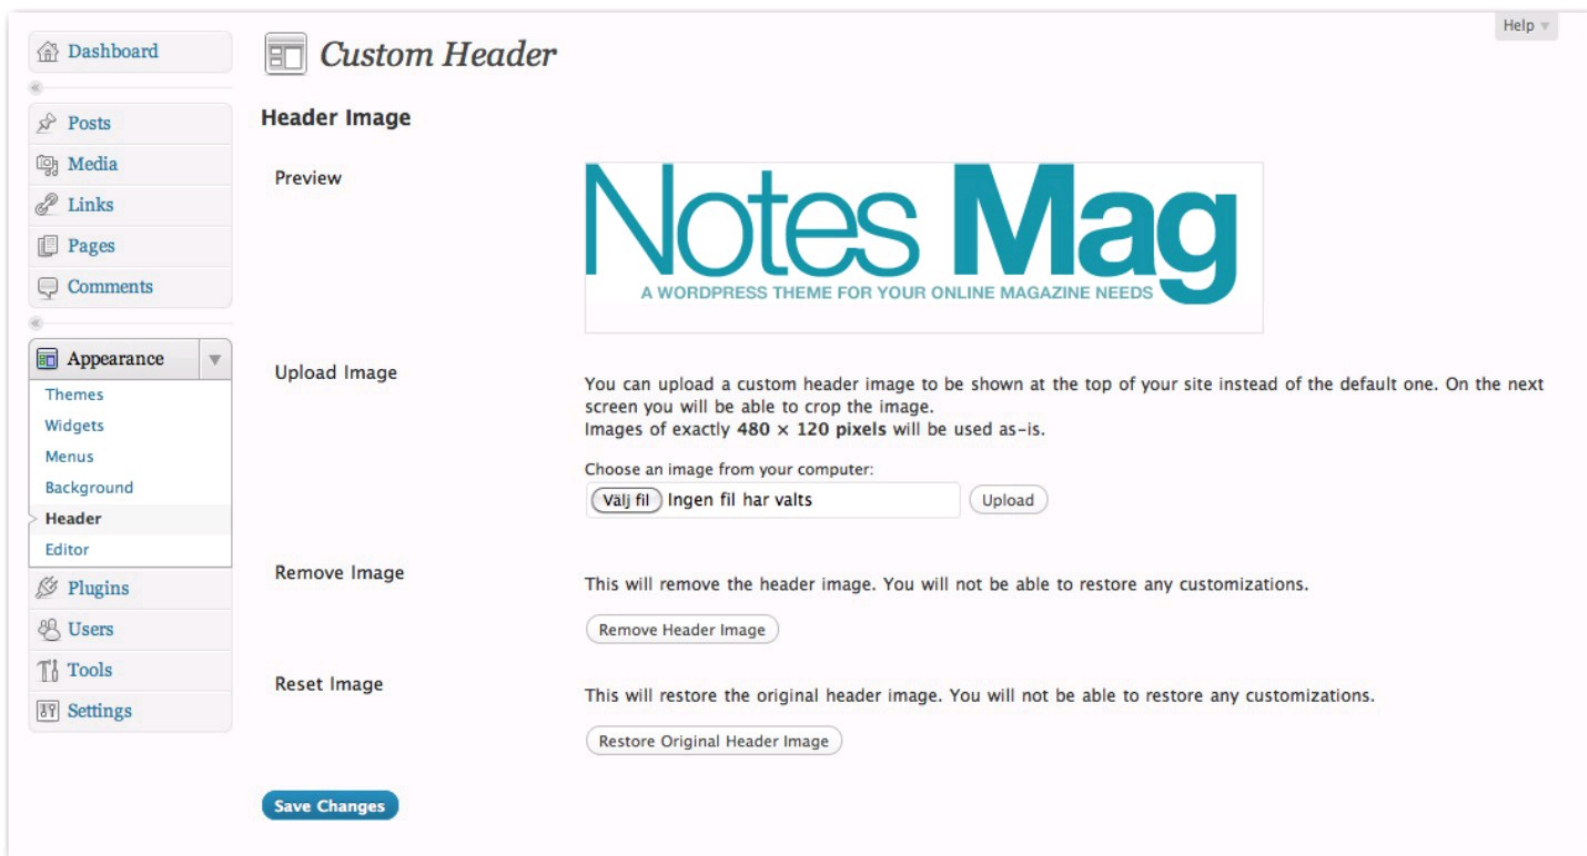 Help
Dashboard
Posts
Media
Links
Pages
Comments
Appearance
Themes
Widgets
Menus
Background
Header
Editor
Plugins
Users
Tools
Settings
Custom Header
Header Image
Preview
Notes Mag
A WORDPRESS THEME FOR YOUR ONLINE MAGAZINE NEEDS
Upload Image
You can upload a custom header image to be shown at the top of your site instead of the default one. On the next
screen you will be able to crop the image.
Images of exactly 480 × 120 pixels will be used as-is.
Choose an image from your computer:
Välj fil Ingen fil har valts Upload
Remove Image
This will remove the header image. You will not be able to restore any customizations.
Remove Header Image
Reset Image
This will restore the original header image. You will not be able to restore any customizations.
Restore Original Header Image
Save Changes